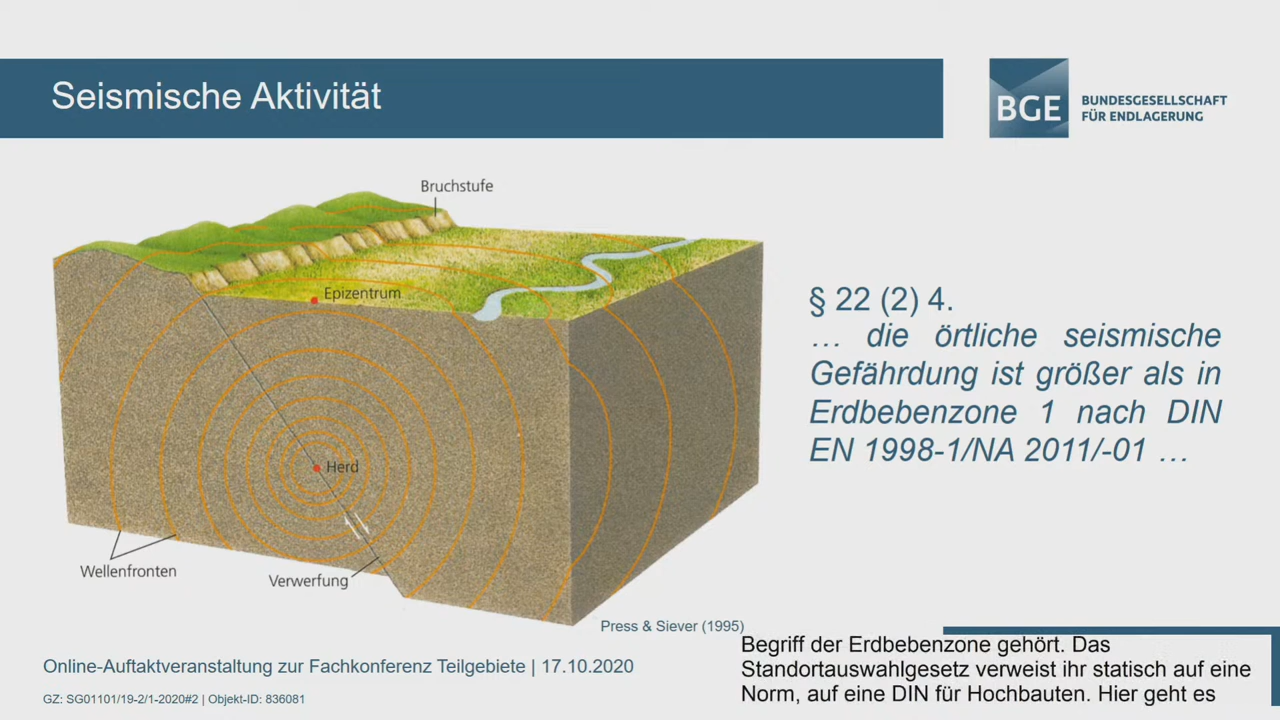 Seismische Aktivität
BGE
BUNDESGESELLSCHAFT
FÜR ENDLAGERUNG
Bruchstufe
Epizentrum
Herd
Wellenfronten
Verwerfung
Press & Siever (1995)
§ 22 (2) 4.
… die örtliche seismische
Gefährdung ist größer als in
Erdbebenzone 1 nach DIN
EN 1998-1/NA 2011/-01 …
Online-Auftaktveranstaltung zur Fachkonferenz Teilgebiete | 17.10.2020
GZ: SG01101/19-2/1-2020#2 | Objekt-ID: 836081
Begriff der Erdbebenzone gehört. Das
Standortauswahlgesetz verweist ihr statisch auf eine
Norm, auf eine DIN für Hochbauten. Hier geht es